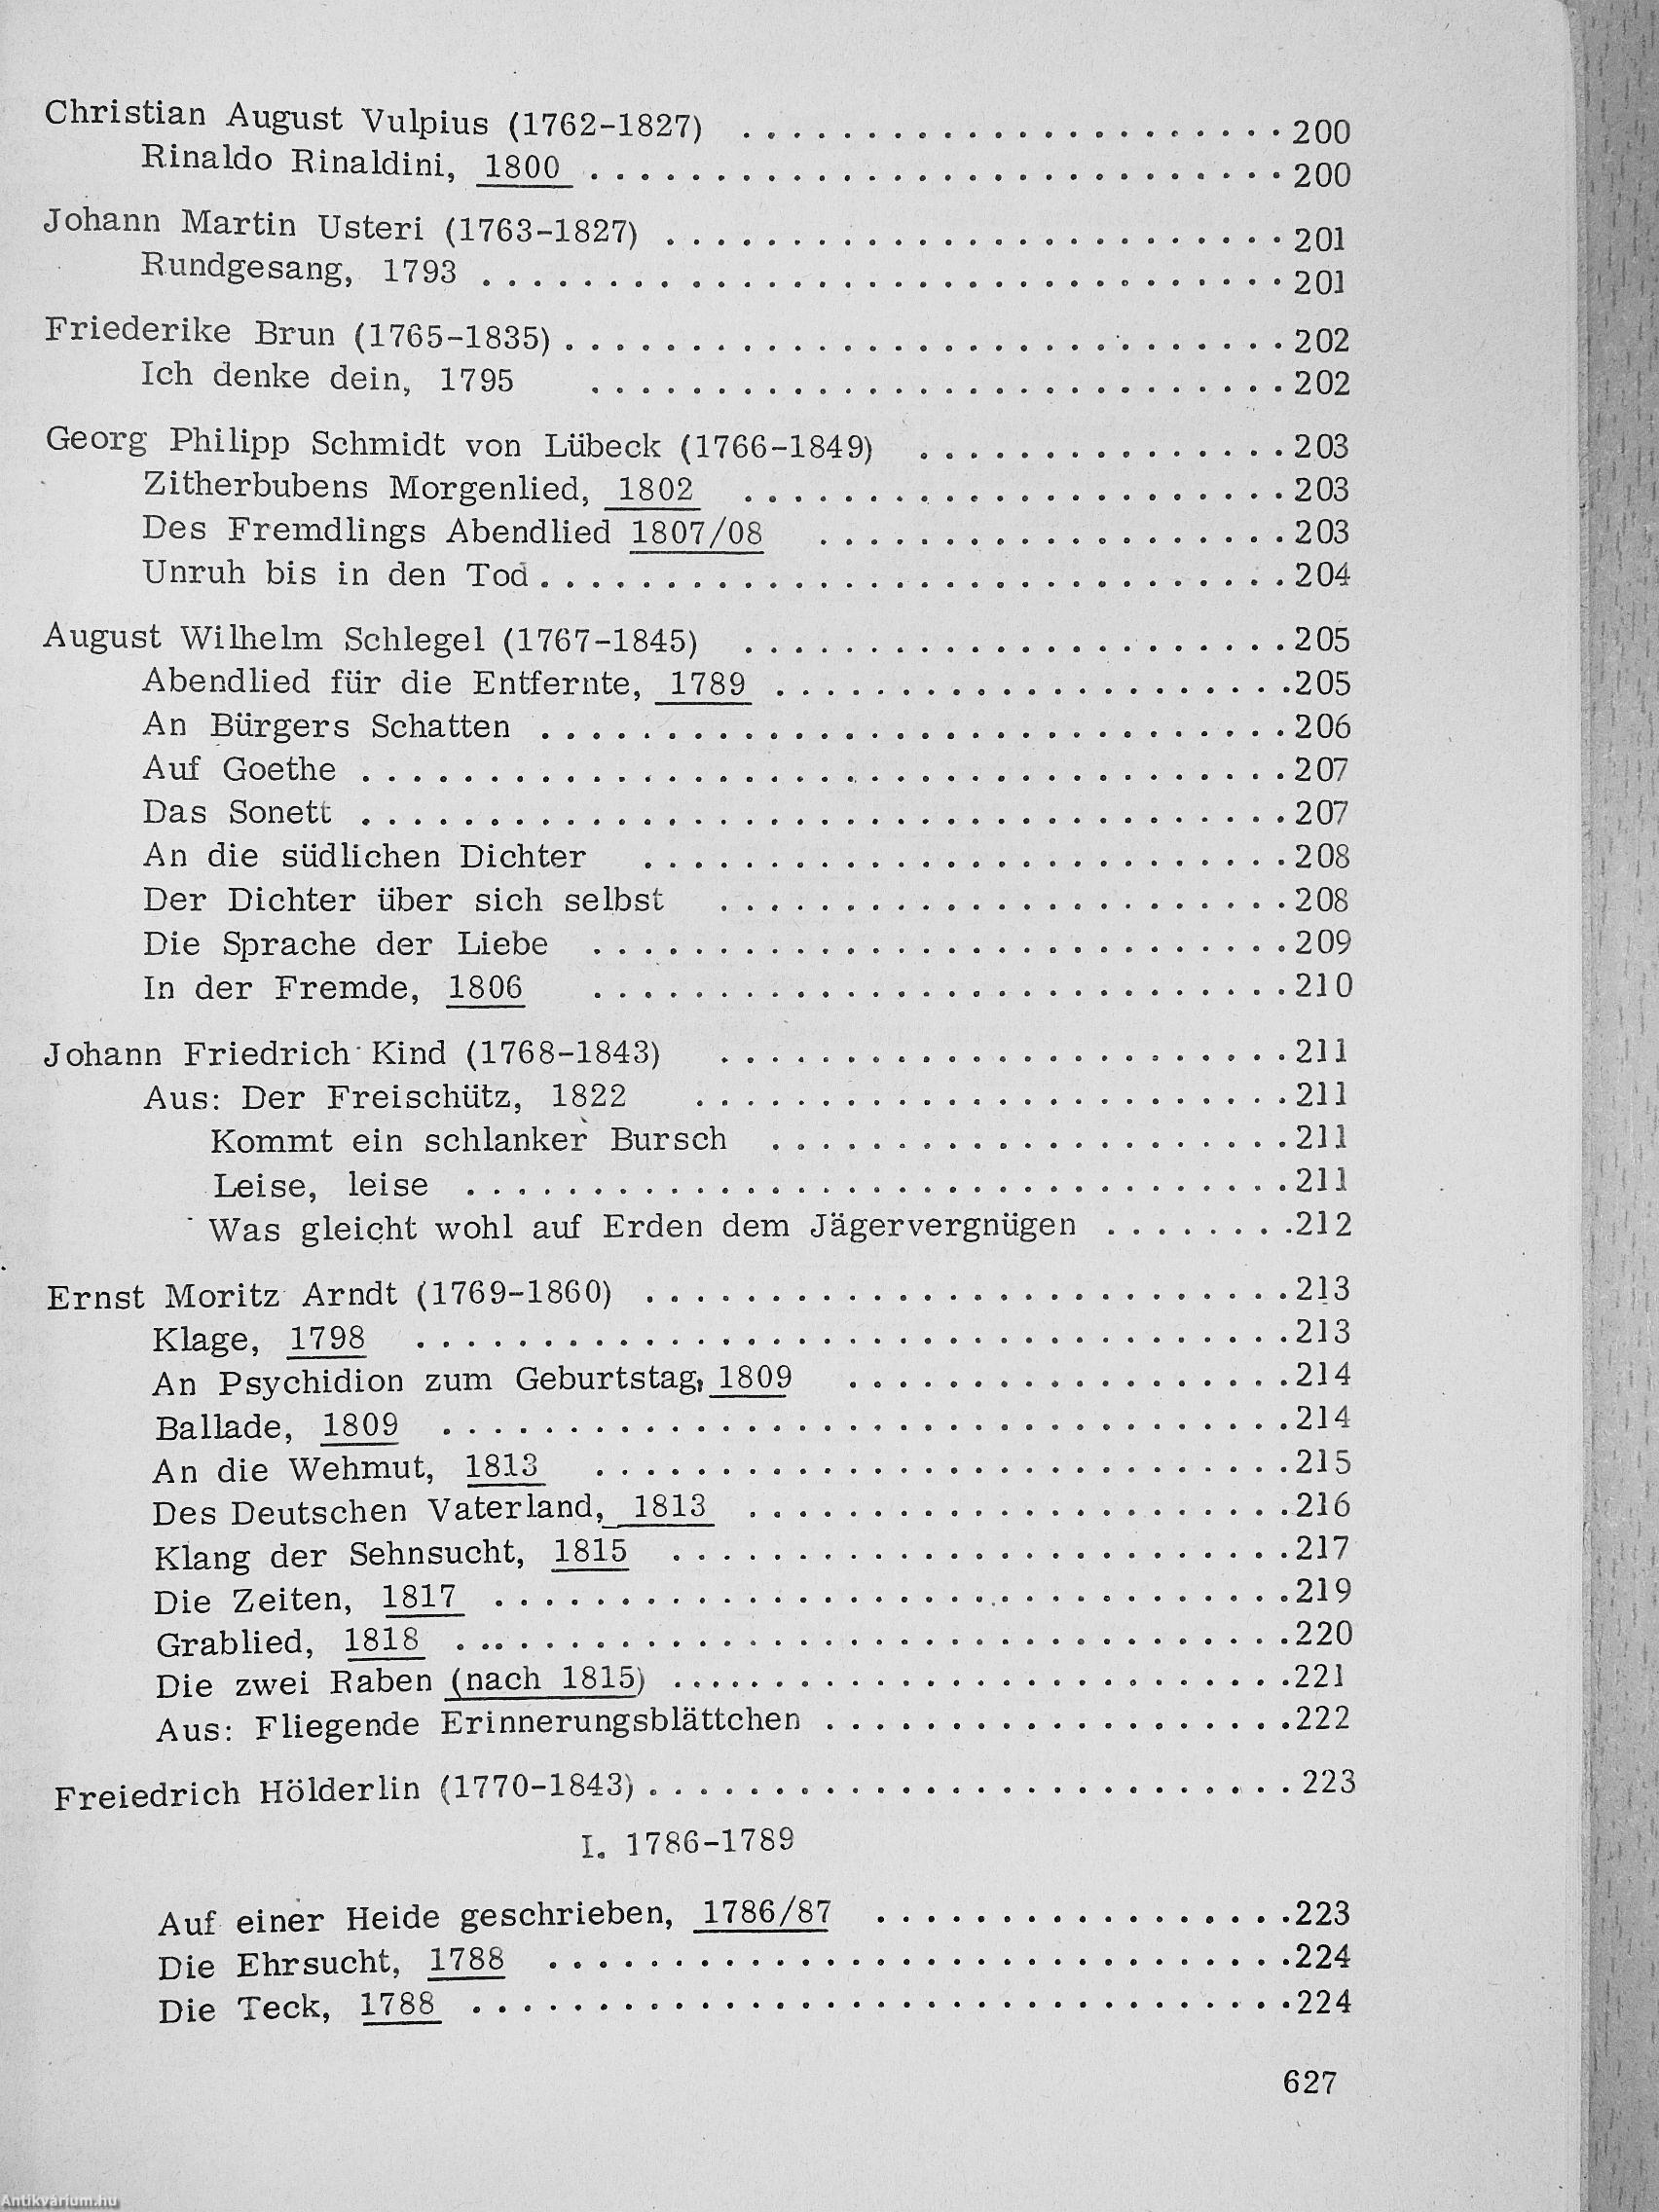 Christian August Vulpius (1762-1827) . . . . . . . . . . . . . . . . . . . . . . 200
Rinaldo Rinaldini, 1800 . . . . . . . . . . . . . . . . . . . . . . . . . . . . 200
Johann Martin Usteri (1763-1827) . . . . . . . . . . . . . . . . . . . . . . . . . 201
Rundgesang, 1793 . . . . . . . . . . . . . . . . . . . . . . . . . . . . . . . . 201
Friederike Brun (1765-1835) . . . . . . . . . . . . . . . . . . . . . . . . . . . . . 202
Ich denke dein, 1795 . . . . . . . . . . . . . . . . . . . . . . . . . . . . 202
Georg Philipp Schmidt von Lübeck (1766-1849) . . . . . . . . . . . . . . . 203
Zitherbubens Morgenlied, 1802 . . . . . . . . . . . . . . . . . . . . . . 203
Des Fremdlings Abendlied 1807/08 . . . . . . . . . . . . . . . . . . . 203
Unruh bis in den Tod . . . . . . . . . . . . . . . . . . . . . . . . . . . . . . 204
August Wilhelm Schlegel (1767-1845) . . . . . . . . . . . . . . . . . . . . . . 205
Abendlied für die Entfernte, 1789 . . . . . . . . . . . . . . . . . . . . . 205
An Bürgers Schatten . . . . . . . . . . . . . . . . . . . . . . . . . . . . . . 206
Auf Goethe . . . . . . . . . . . . . . . . . . . . . . . . . . . . . . . . . . . . . 207
Das Sonett . . . . . . . . . . . . . . . . . . . . . . . . . . . . . . . . . . . . . 207
An die südlichen Dichter . . . . . . . . . . . . . . . . . . . . . . . . . . 208
Der Dichter über sich selbst . . . . . . . . . . . . . . . . . . . . . . . 208
Die Sprache der Liebe . . . . . . . . . . . . . . . . . . . . . . . . . . . . 209
In der Fremde, 1806 . . . . . . . . . . . . . . . . . . . . . . . . . . . . 210
Johann Friedrich Kind (1768-1843) . . . . . . . . . . . . . . . . . . . . . . . 211
Aus: Der Freischütz, 1822 . . . . . . . . . . . . . . . . . . . . . . . . 211
Kommt ein schlanker Bursch . . . . . . . . . . . . . . . . . . . . . 211
Leise, leise . . . . . . . . . . . . . . . . . . . . . . . . . . . . . . . . . 211
Was gleicht wohl auf Erden dem Jägervergnügen . . . . . . . . 212
Ernst Moritz Arndt (1769-1860) . . . . . . . . . . . . . . . . . . . . . . . . . . 213
Klage, 1798 . . . . . . . . . . . . . . . . . . . . . . . . . . . . . . . . . . . 213
An Psychidion zum Geburtstag, 1809 . . . . . . . . . . . . . . . . . . 214
Ballade, 1809 . . . . . . . . . . . . . . . . . . . . . . . . . . . . . . . . . . 214
An die Wehmut, 1813 . . . . . . . . . . . . . . . . . . . . . . . . . . . . 215
Des Deutschen Vaterland, 1813 . . . . . . . . . . . . . . . . . . . . . . 216
Klang der Sehnsucht, 1815 . . . . . . . . . . . . . . . . . . . . . . . . . 217
Die Zeiten, 1817 . . . . . . . . . . . . . . . . . . . . . . . . . . . . . . . . 219
Grablied, 1818 . . . . . . . . . . . . . . . . . . . . . . . . . . . . . . . . . . 220
Die zwei Raben (nach 1815) . . . . . . . . . . . . . . . . . . . . . . . . . 221
Aus: Fliegende Erinnerungsblättchen . . . . . . . . . . . . . . . . . . . 222
Freiedrich Hölderlin (1770-1843) . . . . . . . . . . . . . . . . . . . . . . . . . . 223
I. 1786-1789
Auf einer Heide geschrieben, 1786/87 . . . . . . . . . . . . . . . . . 223
Die Ehrsucht, 1788 . . . . . . . . . . . . . . . . . . . . . . . . . . . . . . 224
Die Teck, 1788 . . . . . . . . . . . . . . . . . . . . . . . . . . . . . . . . . 224
627
Antikvárium.hu